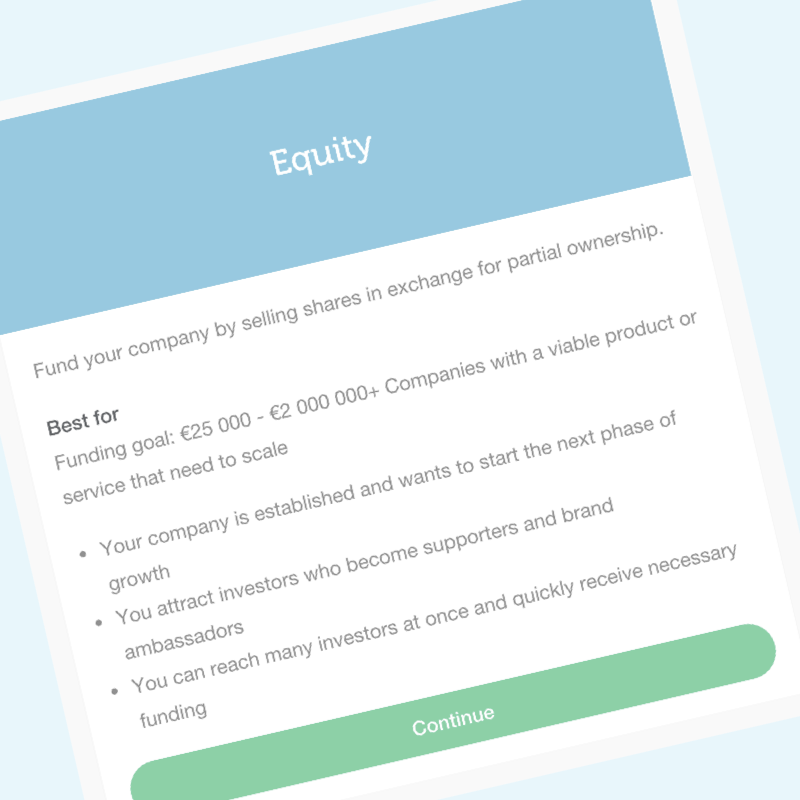 Equity
Fund your company by selling shares in exchange for partial ownership.
Best for
Funding goal: €25 000 - €2 000 000+ Companies with a viable product or
service that need to scale
• Your company is established and wants to start the next phase of
growth
• You attract investors who become supporters and brand
ambassadors
• You can reach many investors at once and quickly receive necessary
funding
Continue